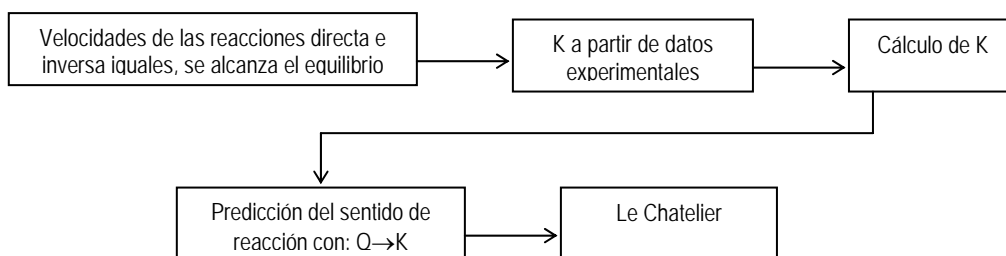 Velocidades de las reacciones directa e
inversa iguales, se alcanza el equilibrio
K a partir de datos
experimentales
Cálculo de K
Predicción del sentido de
reacción con: Q→K
Le Chatelier